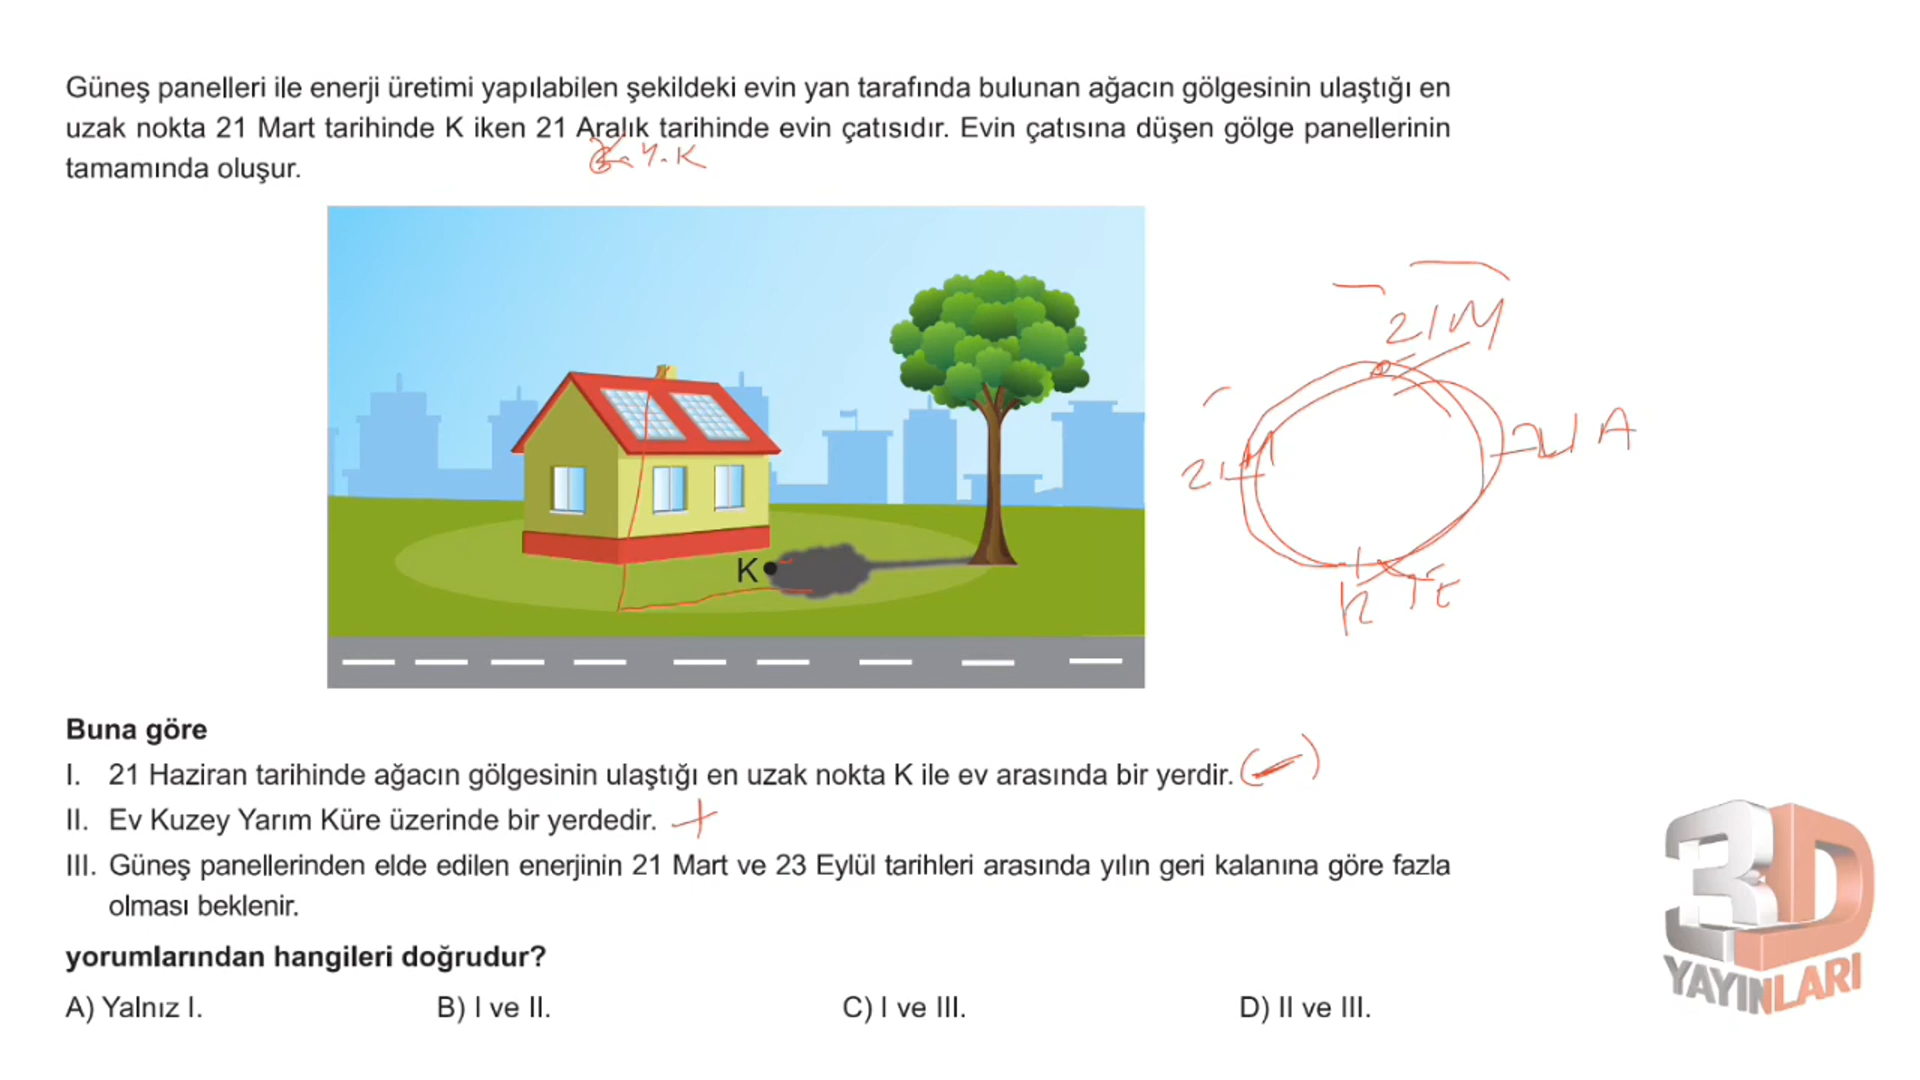 Güneş panelleri ile enerji üretimi yapılabilen şekildeki evin yan tarafında bulunan ağacın gölgesinin ulaştığı en
uzak nokta 21 Mart tarihinde K iken 21 Aralık tarihinde evin çatısıdır. Evin çatısına düşen gölge panellerinin
tamamında oluşur.
21 M
21 A
K
Buna göre
I. 21 Haziran tarihinde ağacın gölgesinin ulaştığı en uzak nokta K ile ev arasında bir yerdir. (-)
II. Ev Kuzey Yarım Küre üzerinde bir yerdedir. +
III. Güneş panellerinden elde edilen enerjinin 21 Mart ve 23 Eylül tarihleri arasında yılın geri kalanına göre fazla
olması beklenir.
yorumlarından hangileri doğrudur?
A) Yalnız I. B) I ve II. C) I ve III. D) II ve III.
3D
YAYINLARI